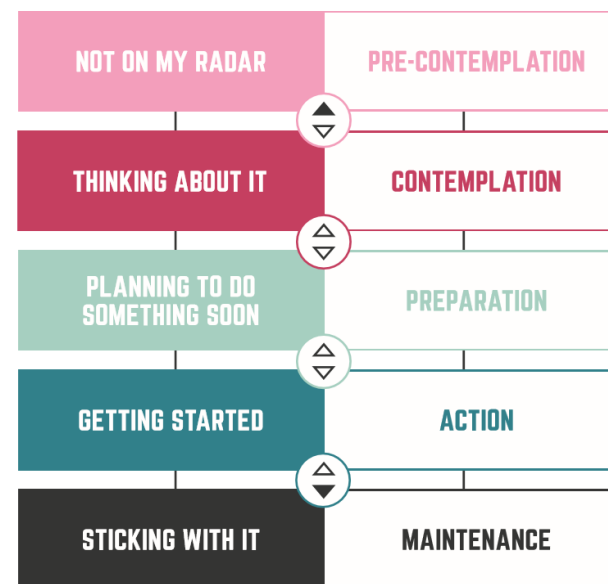 NOT ON MY RADAR
PRE-CONTEMPLATION
THINKING ABOUT IT
CONTEMPLATION
PLANNING TO DO
SOMETHING SOON
PREPARATION
GETTING STARTED
ACTION
STICKING WITH IT
MAINTENANCE